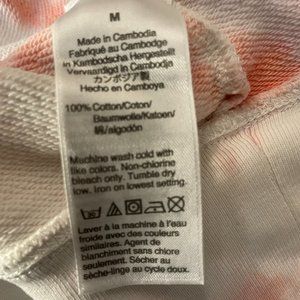 M
Made in Cambodia
Fabriqué au Cambodge
In Kambodscha Hergestellt
Vervaardigd in Cambodja
カンボジア製
Hecho en Camboya
100% Cotton/Coton/
Baumwolle/Katoen/
綿/algodón
Machine wash cold with
like colors. Non-chlorine
bleach only. Tumble dry
low. Iron on lowest setting.
Laver à la machine à l'eau
froide avec des couleurs
similaires. Agent de
blanchiment sans chlore
seulement. Sécher au
sèche-linge au cycle doux.